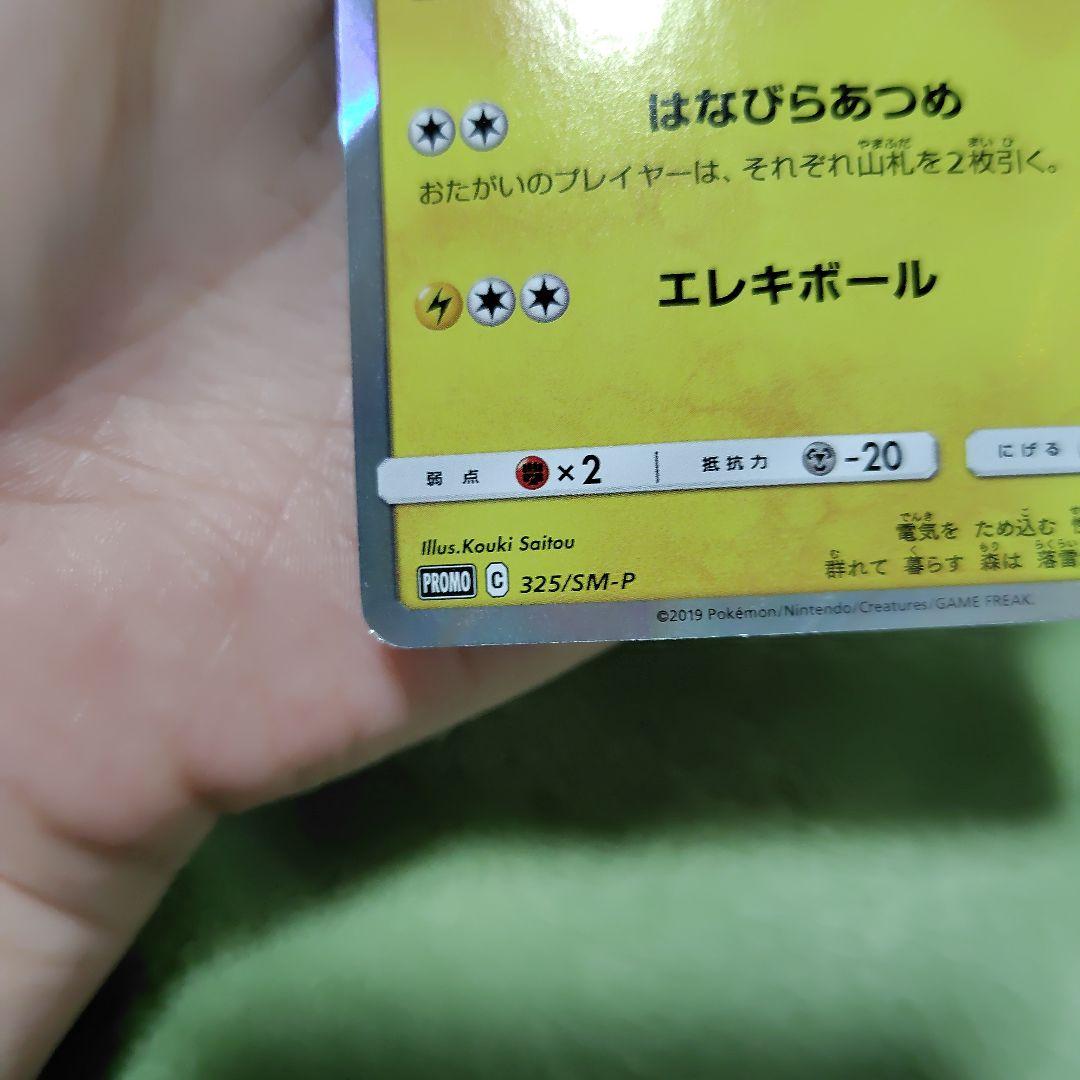 はなびらあつめ
おたがいのプレイヤーは、それぞれ山札を2枚引く。
エレキボール
弱点 ×2 抵抗力 -20 にげる
Illus.Kouki Saitou
電気を ため込む
PROMO C 325/SM-P
群れて 暮らす 森は 落雷
©2019 Pokémon/Nintendo/Creatures/GAME FREAK.